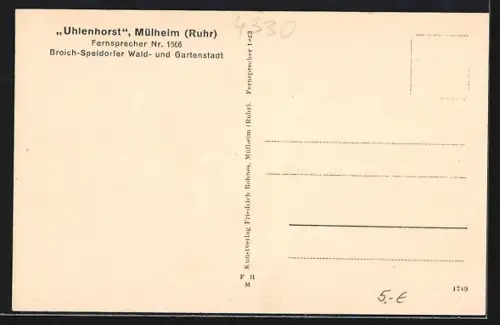 „Uhlenhorst“, Mülheim (Ruhr)
Fernsprecher Nr. 1566
Broich-Speldorfer Wald- und Gartenstadt
4330
Kunstverlag Friedrich Bohnes, Mülheim (Ruhr). Fernsprecher
F B
M
1749
5,-€